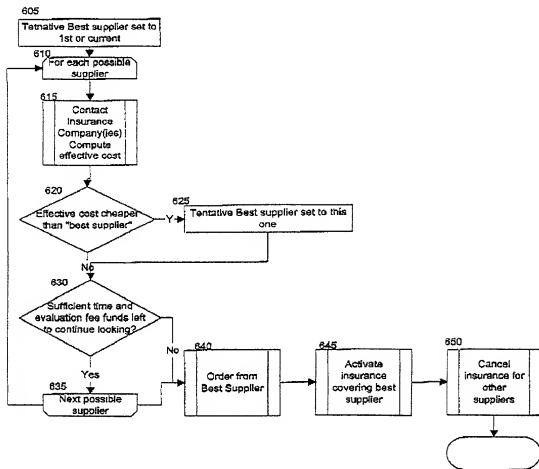 605
Tetnative Best supplier set to
1st or current
610
For each possible
supplier
615
Contact
Insurance
Company(ies)
Compute
effective cost
620
Effective cost cheaper
than "best supplier"
Y
625
Tentative Best supplier set to this
one
No
630
Sufficient time and
evaluation fee funds left
to continue looking?
No
Yes
635
Next possible
supplier
640
Order from
Best Supplier
645
Activate
insurance
covering best
supplier
650
Cancel
insurance for
other
suppliers